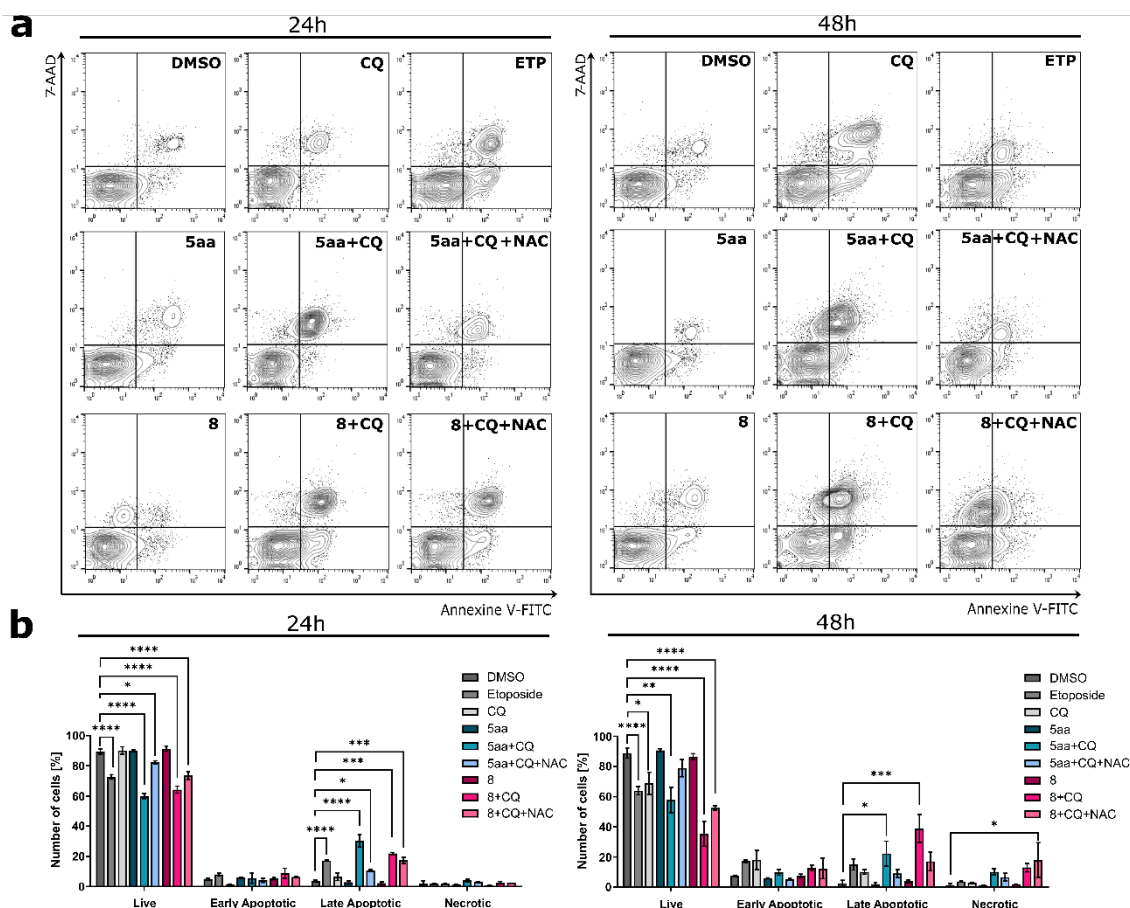 a
24h
48h
7-AAD
DMSO
CQ
ETP
DMSO
CQ
ETP
5aa
5aa+CQ
5aa+CQ+NAC
5aa
5aa+CQ
5aa+CQ+NAC
8
8+CQ
8+CQ+NAC
8
8+CQ
8+CQ+NAC
Annexine V-FITC
Annexine V-FITC
b
24h
Number of cells [%]
100
80
60
40
20
0
**** **** * **** ****
**** **** * *** ***
Live
Early Apoptotic
Late Apoptotic
Necrotic
DMSO
Etoposide
CQ
5aa
5aa+CQ
5aa+CQ+NAC
8
8+CQ
8+CQ+NAC
48h
Number of cells [%]
100
80
60
40
20
0
**** * ** **** ****
* ***
*
Live
Early Apoptotic
Late Apoptotic
Necrotic
DMSO
Etoposide
CQ
5aa
5aa+CQ
5aa+CQ+NAC
8
8+CQ
8+CQ+NAC